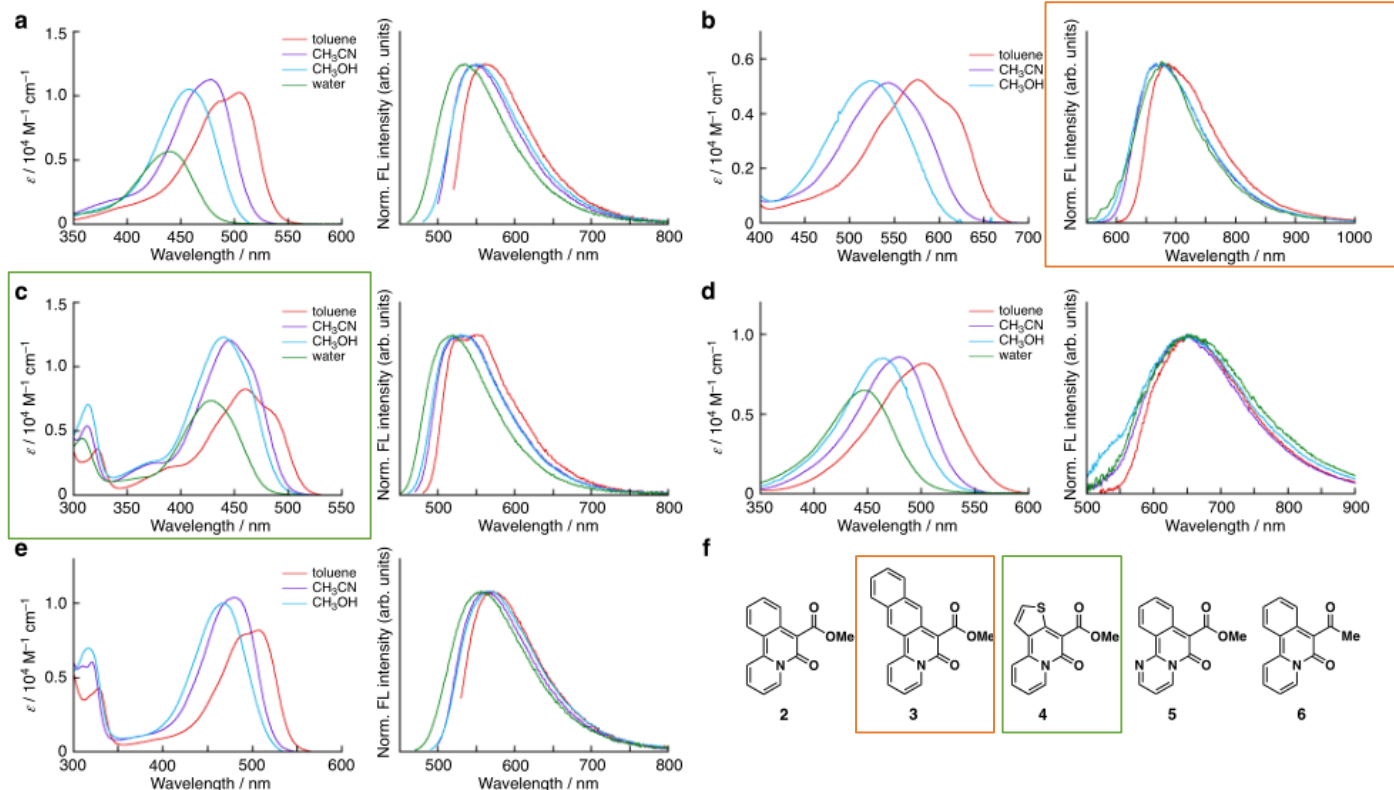 a
ε / 10⁴ M⁻¹ cm⁻¹
1.5
1.0
0.5
0
toluene
CH₃CN
CH₃OH
water
350 400 450 500 550 600
Wavelength / nm
Norm. FL intensity (arb. units)
500 600 700 800
Wavelength / nm
b
ε / 10⁴ M⁻¹ cm⁻¹
0.6
0.4
0.2
0
toluene
CH₃CN
CH₃OH
400 450 500 550 600 650 700
Wavelength / nm
Norm. FL intensity (arb. units)
600 700 800 900 1000
Wavelength / nm
c
ε / 10⁴ M⁻¹ cm⁻¹
1.5
1.0
0.5
0
toluene
CH₃CN
CH₃OH
water
300 350 400 450 500 550
Wavelength / nm
Norm. FL intensity (arb. units)
500 600 700 800
Wavelength / nm
d
ε / 10⁴ M⁻¹ cm⁻¹
1.0
0.5
0
toluene
CH₃CN
CH₃OH
water
350 400 450 500 550 600
Wavelength / nm
Norm. FL intensity (arb. units)
500 600 700 800 900
Wavelength / nm
e
ε / 10⁴ M⁻¹ cm⁻¹
1.0
0.5
0
toluene
CH₃CN
CH₃OH
300 400 500 600
Wavelength / nm
Norm. FL intensity (arb. units)
500 600 700 800
Wavelength / nm
f
O
OMe
N O
2
O
OMe
N O
3
S O
OMe
N O
4
O
OMe
N N O
5
O
Me
N O
6